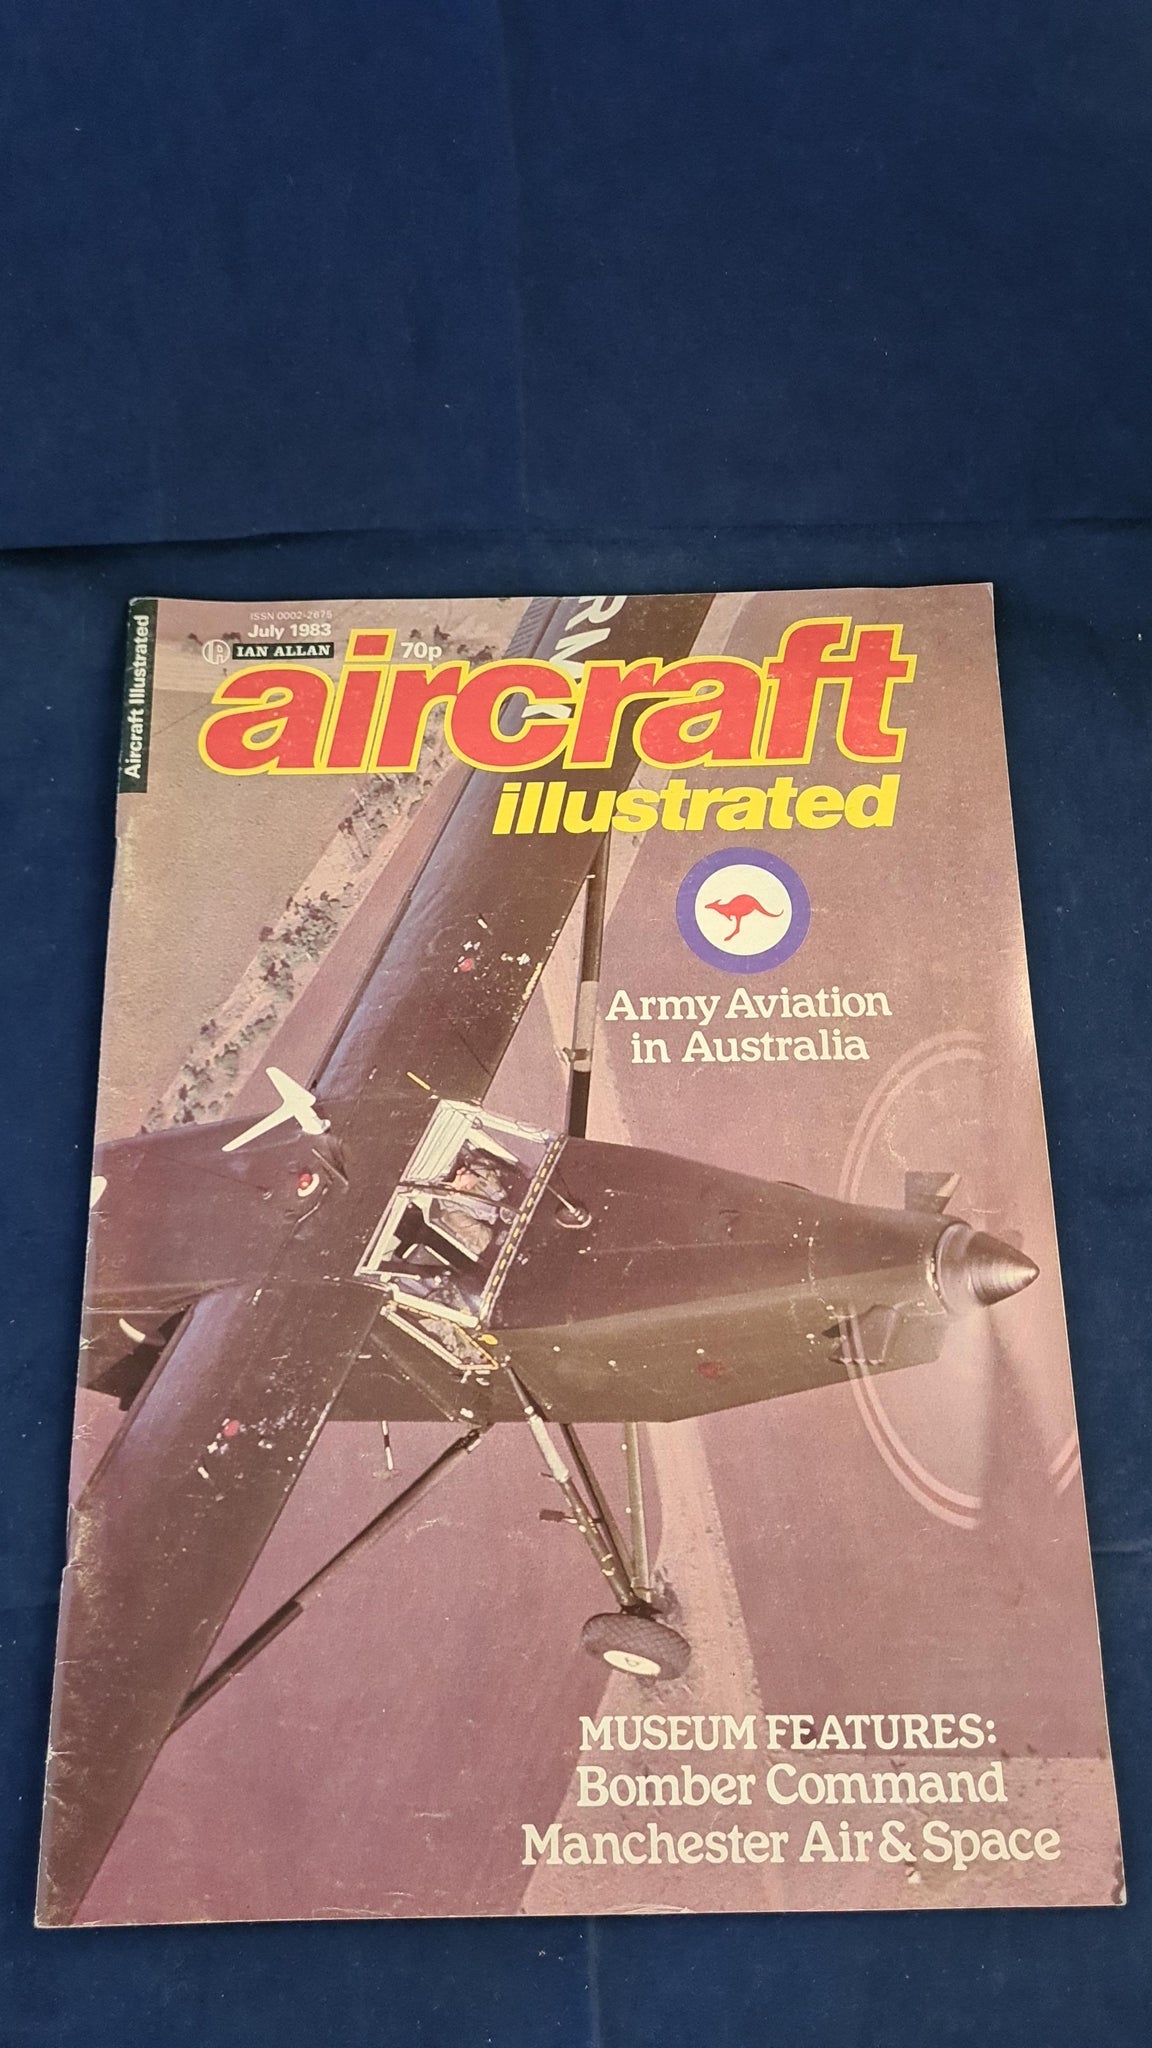 Aircraft Illustrated
ISSN 0002-2675
July 1983
IA IAN ALLAN
70p
aircraft
illustrated
Army Aviation
in Australia
MUSEUM FEATURES:
Bomber Command
Manchester Air & Space